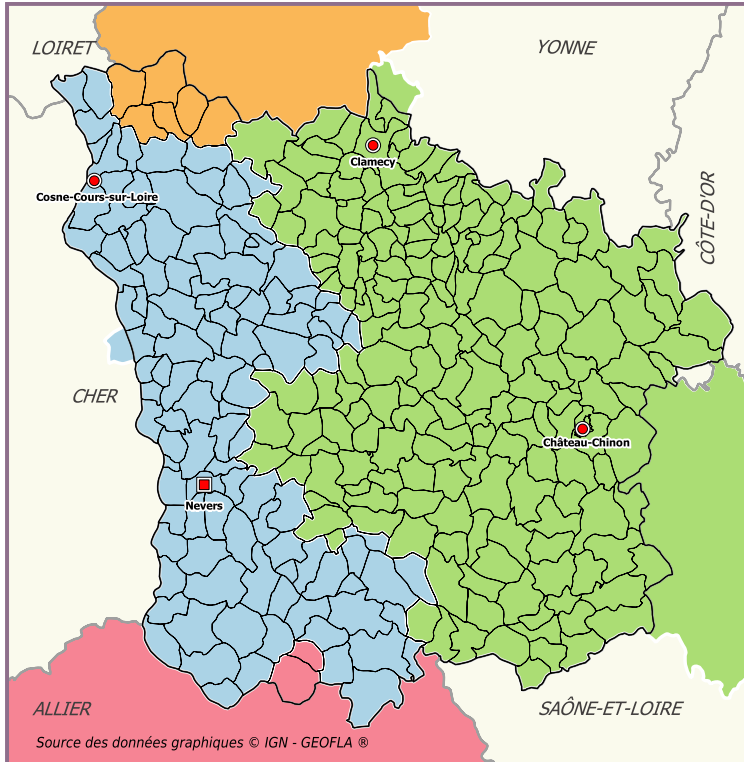 LOIRET
YONNE
Clamecy
Cosne-Cours-sur-Loire
CÔTE-D'OR
CHER
Château-Chinon
Nevers
ALLIER
SAÔNE-ET-LOIRE
Source des données graphiques © IGN - GEOFLA ®